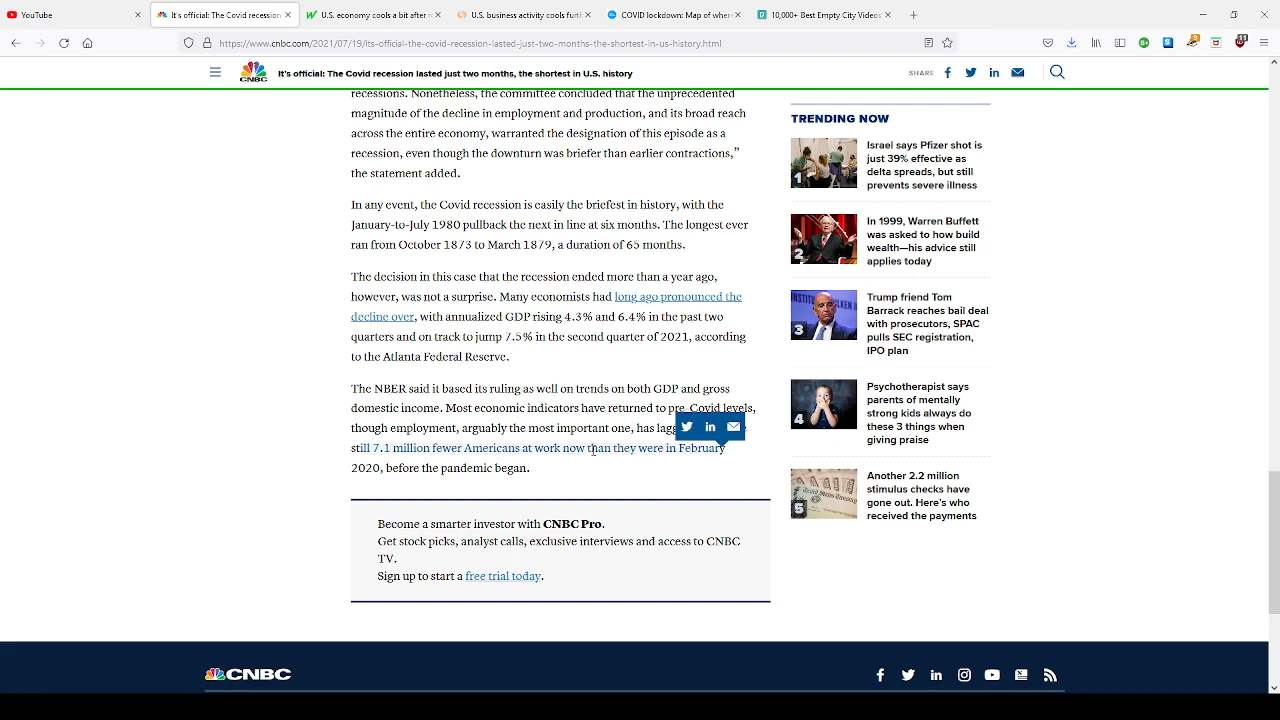 YouTube
It's official: The Covid recession
U.S. economy cools a bit after
U.S. business activity cools furt
COVID lockdown: Map of wher
10,000+ Best Empty City Videos
https://www.cnbc.com/2021/07/19/its-official-the-covid-recession-lasted-just-two-months-the-shortest-in-us-history.html
CNBC
It's official: The Covid recession lasted just two months, the shortest in U.S. history
SHARE
recessions. Nonetheless, the committee concluded that the unprecedented
magnitude of the decline in employment and production, and its broad reach
across the entire economy, warranted the designation of this episode as a
recession, even though the downturn was briefer than earlier contractions,”
the statement added.
In any event, the Covid recession is easily the briefest in history, with the
January-to-July 1980 pullback the next in line at six months. The longest ever
ran from October 1873 to March 1879, a duration of 65 months.
The decision in this case that the recession ended more than a year ago,
however, was not a surprise. Many economists had long ago pronounced the
decline over, with annualized GDP rising 4.3% and 6.4% in the past two
quarters and on track to jump 7.5% in the second quarter of 2021, according
to the Atlanta Federal Reserve.
The NBER said it based its ruling as well on trends on both GDP and gross
domestic income. Most economic indicators have returned to pre-Covid levels,
though employment, arguably the most important one, has lagg
still 7.1 million fewer Americans at work now than they were in February
2020, before the pandemic began.
Become a smarter investor with CNBC Pro.
Get stock picks, analyst calls, exclusive interviews and access to CNBC
TV.
Sign up to start a free trial today.
TRENDING NOW
1
Israel says Pfizer shot is
just 39% effective as
delta spreads, but still
prevents severe illness
2
In 1999, Warren Buffett
was asked to how build
wealth—his advice still
applies today
3
Trump friend Tom
Barrack reaches bail deal
with prosecutors, SPAC
pulls SEC registration,
IPO plan
4
Psychotherapist says
parents of mentally
strong kids always do
these 3 things when
giving praise
5
Another 2.2 million
stimulus checks have
gone out. Here's who
received the payments
CNBC